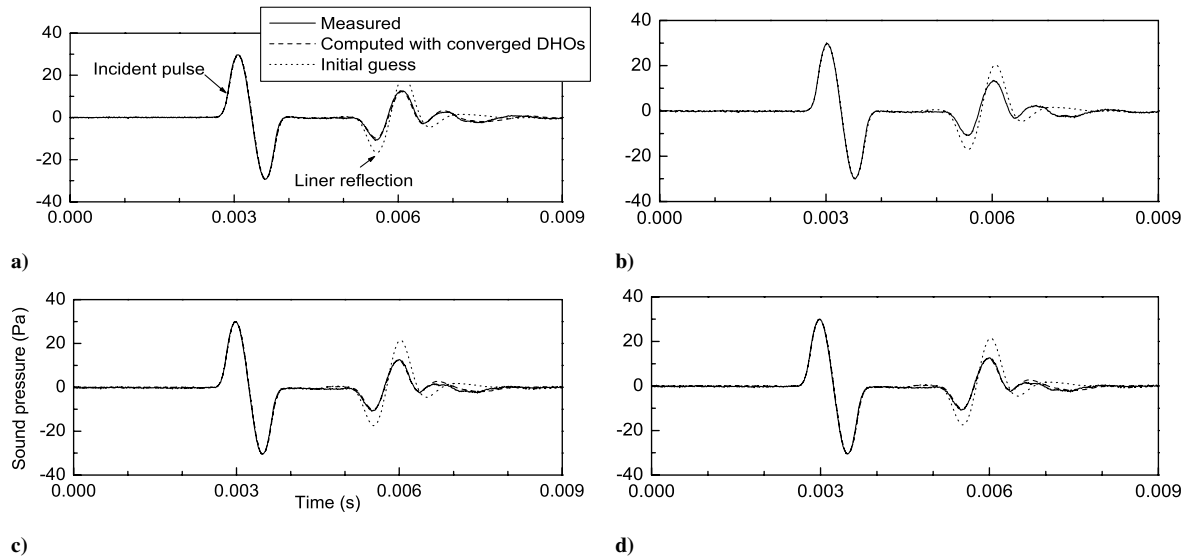 Measured
Computed with converged DHOs
Initial guess
40
20
0
-20
-40
Incident pulse
Liner reflection
0.000 0.003 0.006 0.009
a)
40
20
0
-20
-40
0.000 0.003 0.006 0.009
b)
Sound pressure (Pa)
40
20
0
-20
-40
0.000 0.003 0.006 0.009
Time (s)
c)
40
20
0
-20
-40
0.000 0.003 0.006 0.009
d)